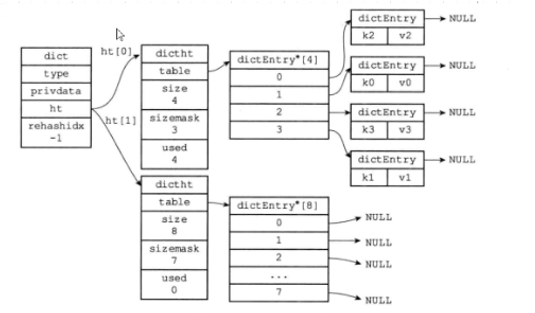 dict
type
privdata
ht
rehashidx
-1
ht[0]
ht[1]
dictht
table
size
4
sizemask
3
used
4
dictEntry*[4]
0
1
2
3
dictEntry
k2 v2
NULL
dictEntry
k0 v0
NULL
dictEntry
k3 v3
NULL
dictEntry
k1 v1
NULL
dictht
table
size
8
sizemask
7
used
0
dictEntry*[8]
0
1
2
...
7
NULL
NULL
NULL
NULL